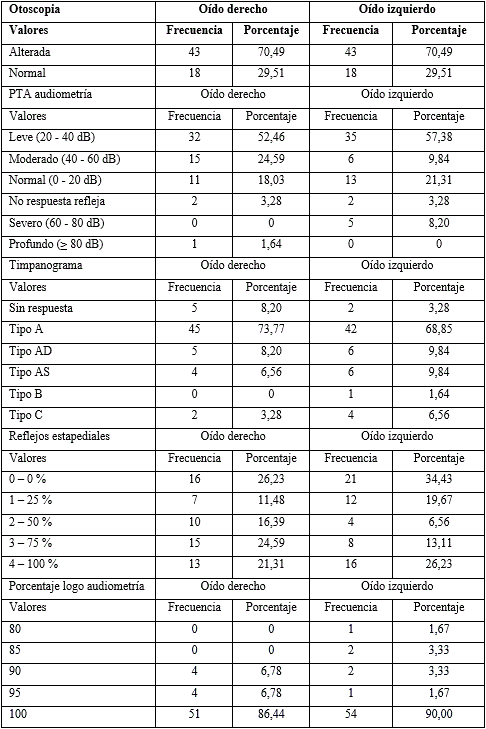 Otoscopia Oído derecho Oído izquierdo
Valores Frecuencia Porcentaje Frecuencia Porcentaje
Alterada 43 70,49 43 70,49
Normal 18 29,51 18 29,51
PTA audiometría Oído derecho Oído izquierdo
Valores Frecuencia Porcentaje Frecuencia Porcentaje
Leve (20 - 40 dB) 32 52,46 35 57,38
Moderado (40 - 60 dB) 15 24,59 6 9,84
Normal (0 - 20 dB) 11 18,03 13 21,31
No respuesta refleja 2 3,28 2 3,28
Severo (60 - 80 dB) 0 0 5 8,20
Profundo (≥ 80 dB) 1 1,64 0 0
Timpanograma Oído derecho Oído izquierdo
Valores Frecuencia Porcentaje Frecuencia Porcentaje
Sin respuesta 5 8,20 2 3,28
Tipo A 45 73,77 42 68,85
Tipo AD 5 8,20 6 9,84
Tipo AS 4 6,56 6 9,84
Tipo B 0 0 1 1,64
Tipo C 2 3,28 4 6,56
Reflejos estapediales Oído derecho Oído izquierdo
Valores Frecuencia Porcentaje Frecuencia Porcentaje
0 – 0 % 16 26,23 21 34,43
1 – 25 % 7 11,48 12 19,67
2 – 50 % 10 16,39 4 6,56
3 – 75 % 15 24,59 8 13,11
4 – 100 % 13 21,31 16 26,23
Porcentaje logo audiometría Oído derecho Oído izquierdo
Valores Frecuencia Porcentaje Frecuencia Porcentaje
80 0 0 1 1,67
85 0 0 2 3,33
90 4 6,78 2 3,33
95 4 6,78 1 1,67
100 51 86,44 54 90,00